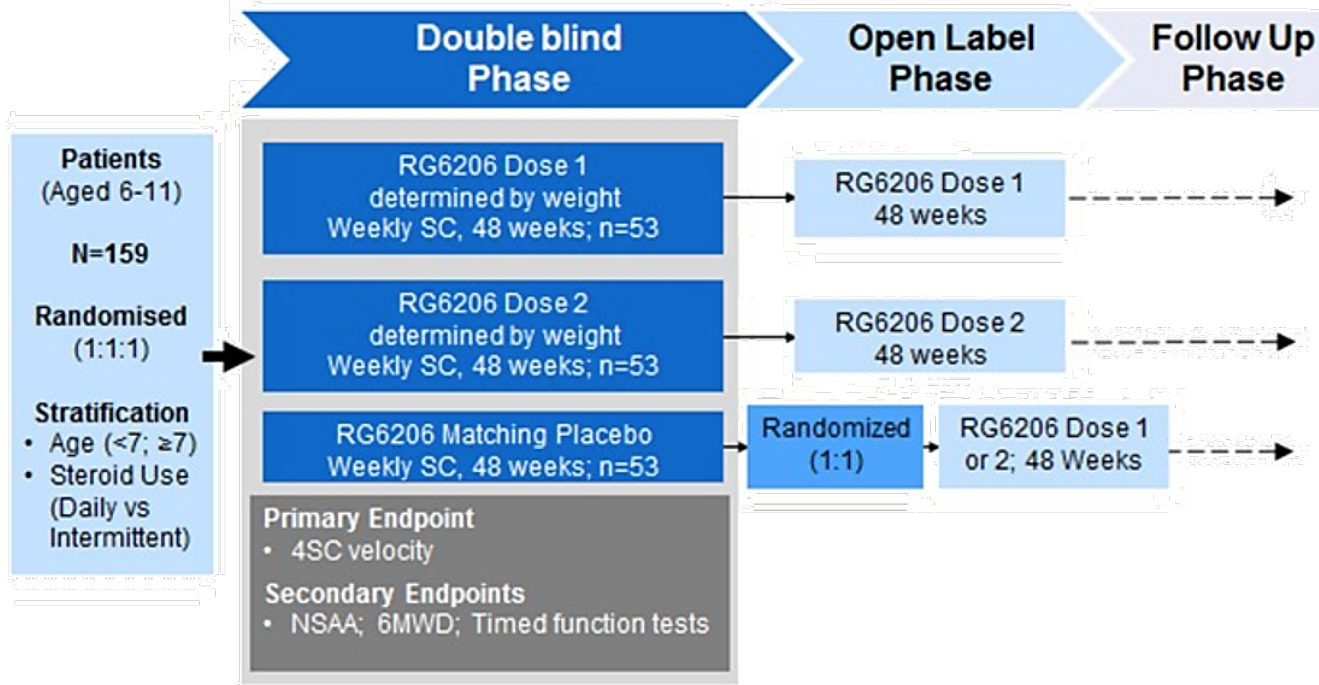 Double blind
Phase
Open Label
Phase
Follow Up
Phase
Patients
(Aged 6-11)
N=159
Randomised
(1:1:1)
Stratification
• Age (<7; ≥7)
• Steroid Use
(Daily vs
Intermittent)
RG6206 Dose 1
determined by weight
Weekly SC, 48 weeks; n=53
RG6206 Dose 1
48 weeks
RG6206 Dose 2
determined by weight
Weekly SC, 48 weeks; n=53
RG6206 Dose 2
48 weeks
RG6206 Matching Placebo
Weekly SC, 48 weeks; n=53
Randomized
(1:1)
RG6206 Dose 1
or 2; 48 Weeks
Primary Endpoint
• 4SC velocity
Secondary Endpoints
• NSAA; 6MWD; Timed function tests